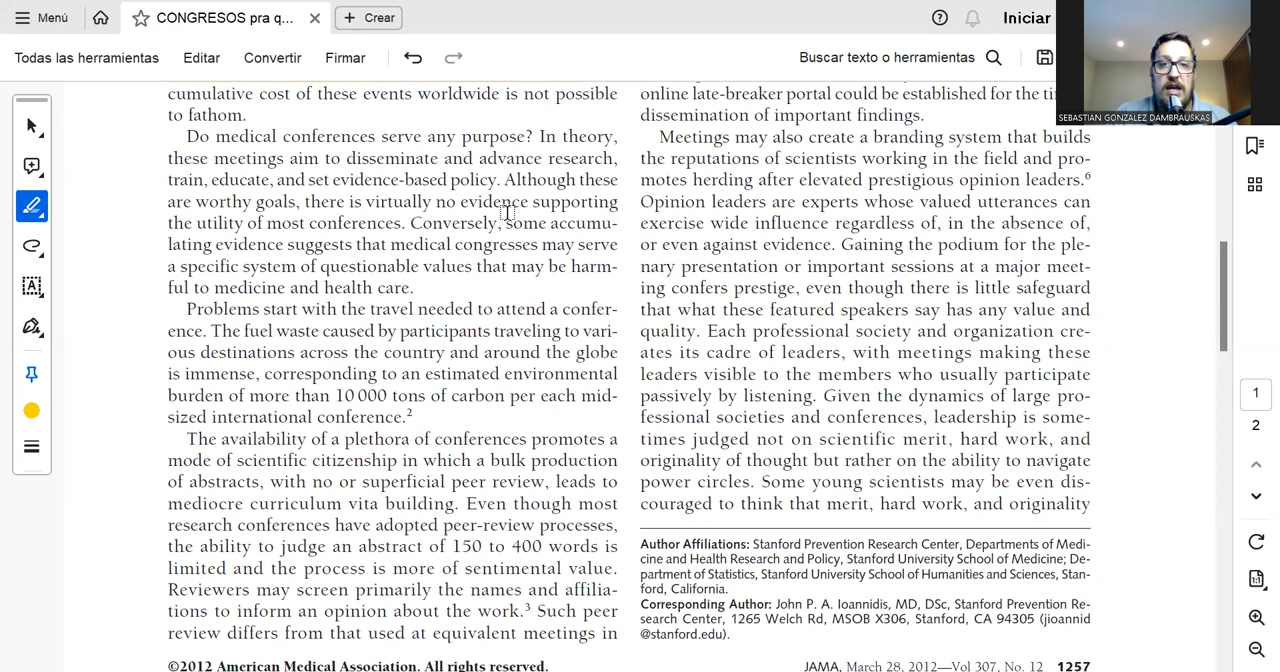 Menú
CONGRESOS pra q...
Crear
Iniciar
Todas las herramientas
Editar
Convertir
Firmar
Buscar texto o herramientas
SEBASTIAN GONZALEZ DAMBRAUSKAS
cumulative cost of these events worldwide is not possible
to fathom.
Do medical conferences serve any purpose? In theory,
these meetings aim to disseminate and advance research,
train, educate, and set evidence-based policy. Although these
are worthy goals, there is virtually no evidence supporting
the utility of most conferences. Conversely, some accumu-
lating evidence suggests that medical congresses may serve
a specific system of questionable values that may be harm-
ful to medicine and health care.
Problems start with the travel needed to attend a confer-
ence. The fuel waste caused by participants traveling to vari-
ous destinations across the country and around the globe
is immense, corresponding to an estimated environmental
burden of more than 10 000 tons of carbon per each mid-
sized international conference.2
The availability of a plethora of conferences promotes a
mode of scientific citizenship in which a bulk production
of abstracts, with no or superficial peer review, leads to
mediocre curriculum vita building. Even though most
research conferences have adopted peer-review processes,
the ability to judge an abstract of 150 to 400 words is
limited and the process is more of sentimental value.
Reviewers may screen primarily the names and affilia-
tions to inform an opinion about the work.3 Such peer
review differs from that used at equivalent meetings in
online late-breaker portal could be established for the
dissemination of important findings.
Meetings may also create a branding system that builds
the reputations of scientists working in the field and pro-
motes herding after elevated prestigious opinion leaders.6
Opinion leaders are experts whose valued utterances can
exercise wide influence regardless of, in the absence of,
or even against evidence. Gaining the podium for the ple-
nary presentation or important sessions at a major meet-
ing confers prestige, even though there is little safeguard
that what these featured speakers say has any value and
quality. Each professional society and organization cre-
ates its cadre of leaders, with meetings making these
leaders visible to the members who usually participate
passively by listening. Given the dynamics of large pro-
fessional societies and conferences, leadership is some-
times judged not on scientific merit, hard work, and
originality of thought but rather on the ability to navigate
power circles. Some young scientists may be even dis-
couraged to think that merit, hard work, and originality
Author Affiliations: Stanford Prevention Research Center, Departments of Medi-
cine and Health Research and Policy, Stanford University School of Medicine; De-
partment of Statistics, Stanford University School of Humanities and Sciences, Stan-
ford, California.
Corresponding Author: John P. A. Ioannidis, MD, DSc, Stanford Prevention Re-
search Center, 1265 Welch Rd, MSOB X306, Stanford, CA 94305 (jioannid
@stanford.edu).
©2012 American Medical Association. All rights reserved.
JAMA, March 28, 2012—Vol 307, No. 12 1257
1
2